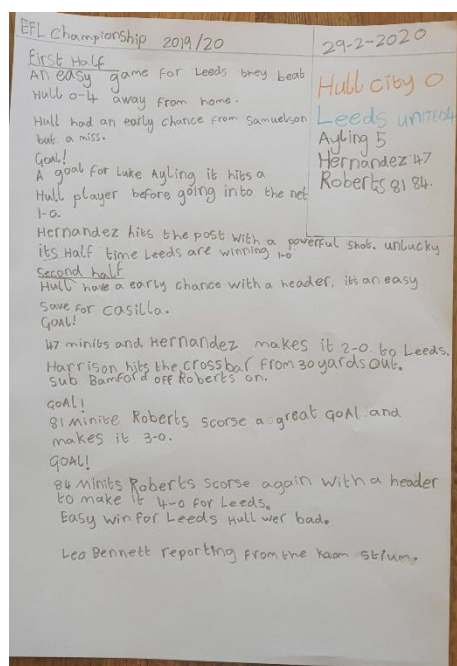 EFL Championship 2019/20
29-2-2020
Hull city 0
Leeds UNITED4
Ayling 5
Hernandez 47
Roberts 81 84.
First Half
An easy game for Leeds they beat
Hull 0-4 away from home.
Hull had an early chance from Samuelson
but a miss.
GOAL!
A goal for Luke Ayling it hits a
Hull player before going into the net
1-0.
Hernandez hits the post with a powerful shot. unlucky
its Half time Leeds are winning 1-0
Second half
Hull have a early chance with a header, its an easy
save for casilla.
GOAL!
47 minits and Hernandez makes it 2-0 to Leeds.
Harrison hits the crossbar from 30 yards out.
sub Bamford off Roberts on.
GOAL!
81 Minite Roberts scorse a great GOAL and
makes it 3-0.
GOAL!
84 Minits Roberts scorse again with a header
to make it 4-0 for Leeds.
Easy win for Leeds Hull wer bad.
Leo Bennett reporting from the kaom stium.